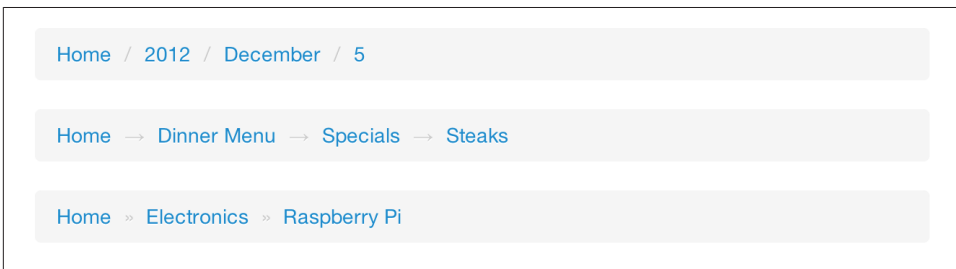 Home / 2012 / December / 5
Home → Dinner Menu → Specials → Steaks
Home » Electronics » Raspberry Pi